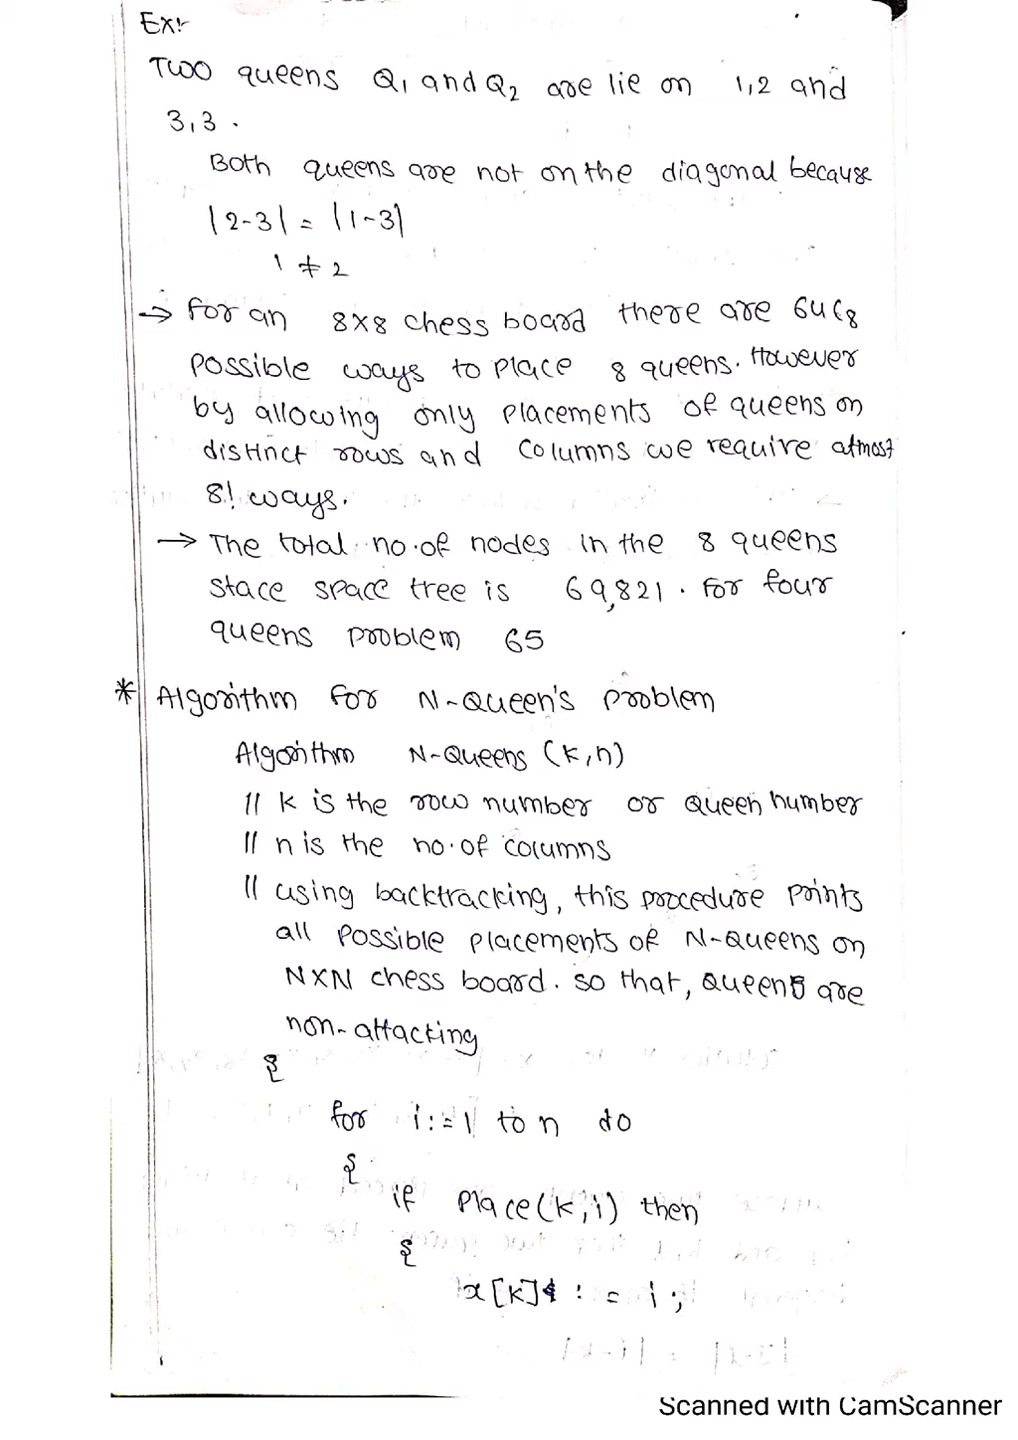 Ex:-
Two queens Q1 and Q2 are lie on 1,2 and
3,3.
Both queens are not on the diagonal because
|2-3| = |1-3|
1 ≠ 2
→ For an 8x8 chess board there are 64C8
possible ways to place 8 queens. However
by allowing only placements of queens on
distinct rows and columns we require atmost
8! ways.
→ The total no.of nodes in the 8 queens
stace space tree is 69,821. For four
queens problem 65
* Algorithm for N-Queen's problem
Algorithm N-Queens (k,n)
// k is the row number or queen number
// n is the no.of columns
// using backtracking, this procedure prints
all possible placements of N-Queens on
NXN chess board. so that, queens are
non-attacking
{
for i:=1 to n do
{
if place(k,i) then
{
x[k] := i;
Scanned with CamScanner